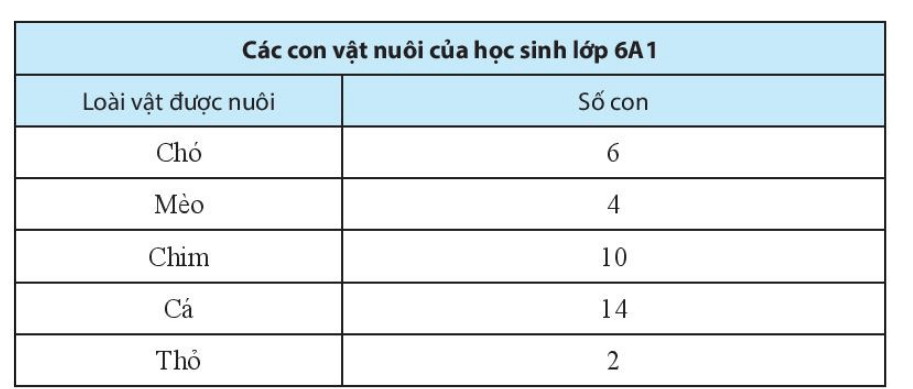 Các con vật nuôi của học sinh lớp 6A1
Loài vật được nuôi Số con
Chó 6
Mèo 4
Chim 10
Cá 14
Thỏ 2